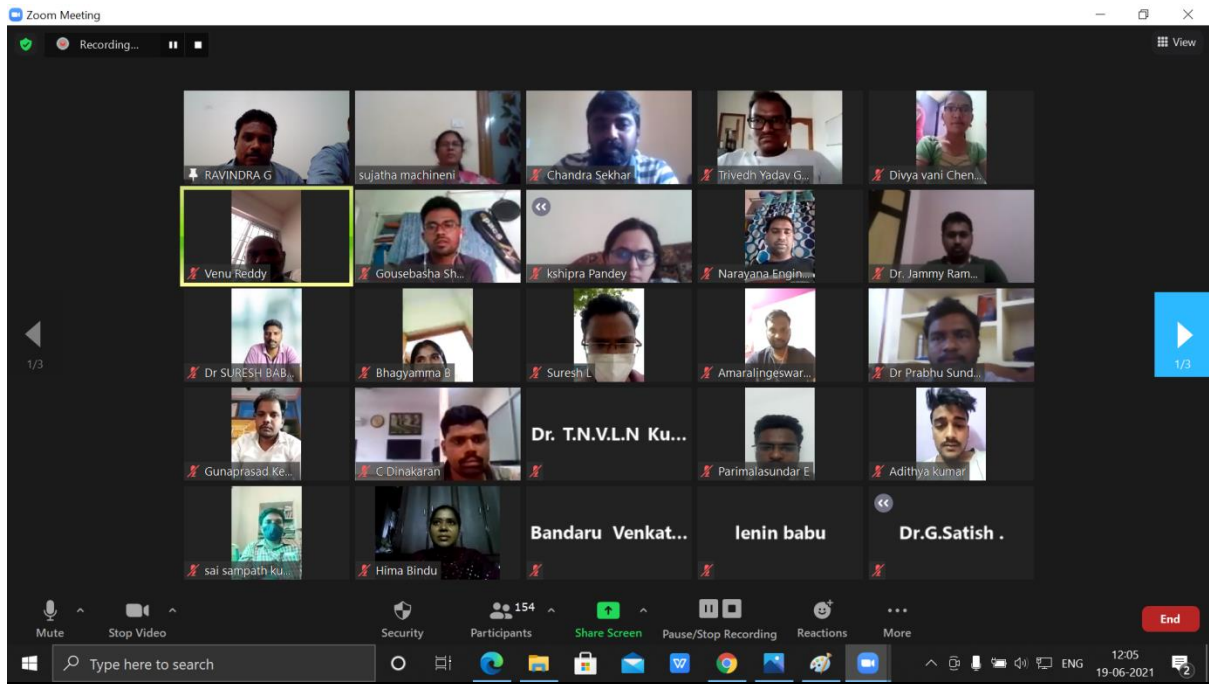 Zoom Meeting
Recording...
View
RAVINDRA G
sujatha machineni
Chandra Sekhar
Trivedh Yadav G...
Divya vani Chen...
Venu Reddy
Gousebasha Sh...
kshipra Pandey
Narayana Engin...
Dr. Jammy Ram...
1/3
1/3
Dr SURESH BAB...
Bhagyamma B
Suresh L
Amaralingeswar...
Dr Prabhu Sund...
Gunaprasad Ke...
C Dinakaran
Dr. T.N.V.L.N Ku...
Parimalasundar E
Adithya kumar
sai sampath ku...
Hima Bindu
Bandaru Venkat...
lenin babu
Dr.G.Satish .
Mute
Stop Video
Security
154
Participants
Share Screen
Pause/Stop Recording
Reactions
More
End
Type here to search
ENG
12:05
19-06-2021
2